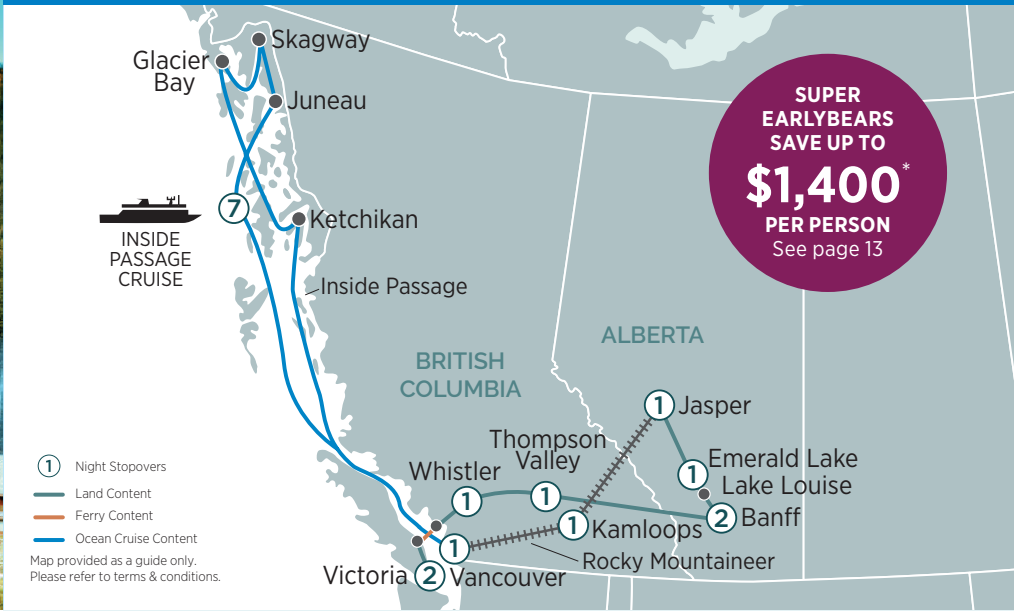 Skagway
Glacier
Bay
Juneau
7
INSIDE
PASSAGE
CRUISE
Ketchikan
Inside Passage
SUPER
EARLYBEARS
SAVE UP TO
$1,400*
PER PERSON
See page 13
ALBERTA
BRITISH
COLUMBIA
1 Jasper
Thompson
Valley
Whistler
1
1
1
Emerald Lake
Lake Louise
2 Banff
1 Kamloops
Rocky Mountaineer
1
Vancouver
Victoria 2
1 Night Stopovers
Land Content
Ferry Content
Ocean Cruise Content
Map provided as a guide only.
Please refer to terms & conditions.